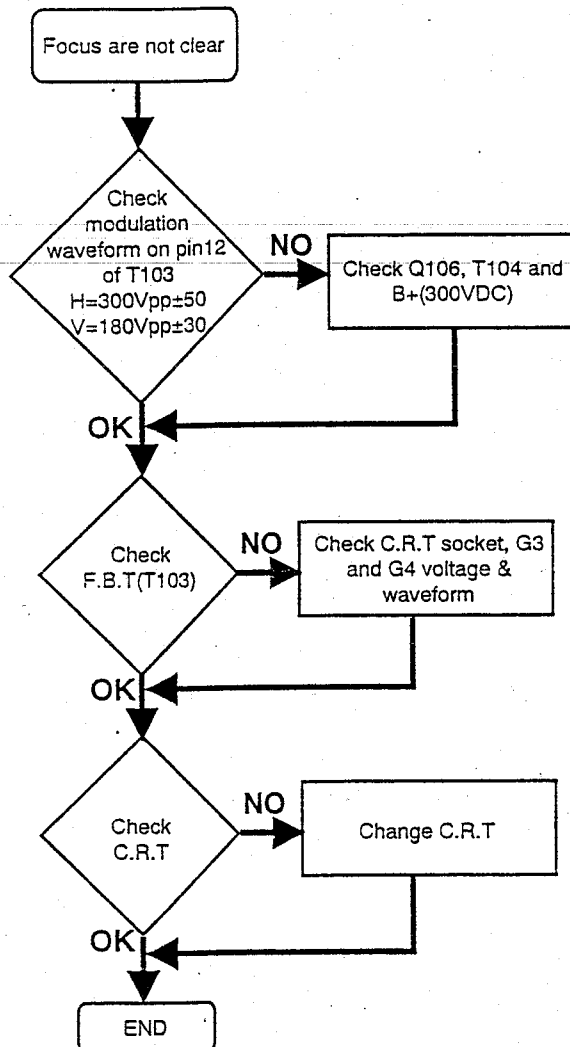 Focus are not clear
Check
modulation
waveform on pin12
of T103
H=300Vpp±50
V=180Vpp±30
NO
Check Q106, T104 and
B+(300VDC)
OK
Check
F.B.T(T103)
NO
Check C.R.T socket, G3
and G4 voltage &
waveform
OK
Check
C.R.T
NO
Change C.R.T
OK
END